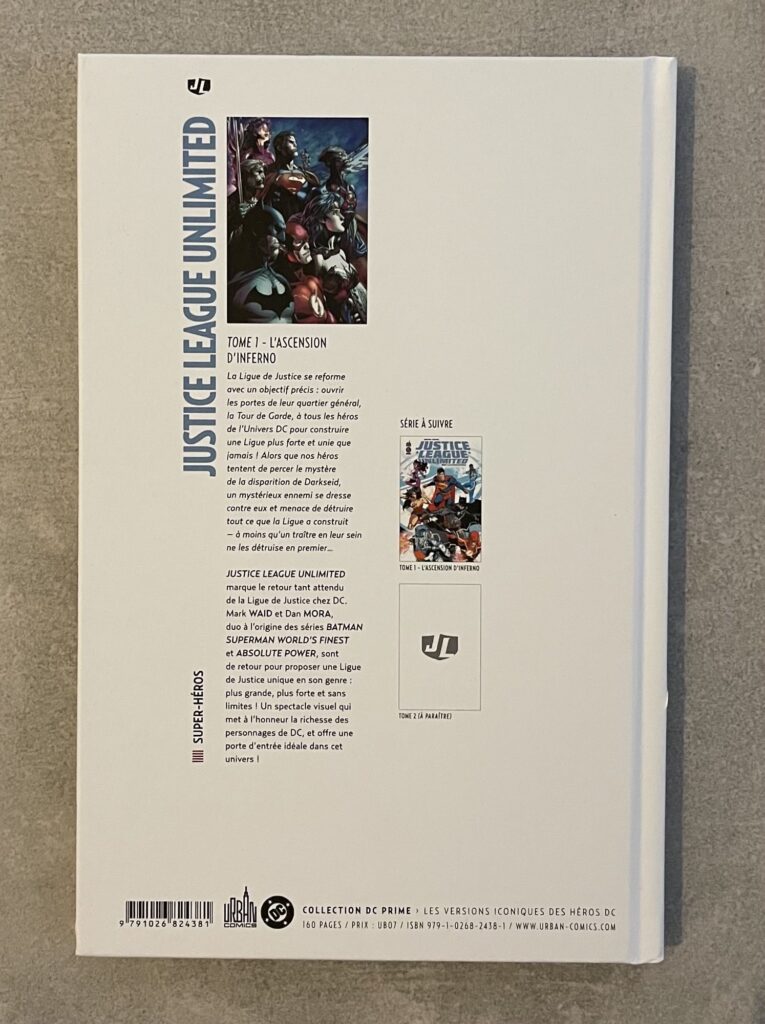 JL
JUSTICE LEAGUE UNLIMITED
TOME 1 - L'ASCENSION
D'INFERNO
La Ligue de Justice se reforme
avec un objectif précis : ouvrir
les portes de leur quartier général,
la Tour de Garde, à tous les héros
de l'Univers DC pour construire
une Ligue plus forte et unie que
jamais ! Alors que nos héros
tentent de percer le mystère
de la disparition de Darkseid,
un mystérieux ennemi se dresse
contre eux et menace de détruire
tout ce que la Ligue a construit
– à moins qu'un traître en leur sein
ne les détruise en premier…
JUSTICE LEAGUE UNLIMITED
marque le retour tant attendu
de la Ligue de Justice chez DC.
Mark WAID et Dan MORA,
duo à l'origine des séries BATMAN
SUPERMAN WORLD'S FINEST
et ABSOLUTE POWER, sont
de retour pour proposer une Ligue
de Justice unique en son genre :
plus grande, plus forte et sans
limites ! Un spectacle visuel qui
met à l'honneur la richesse des
personnages de DC, et offre une
porte d'entrée idéale dans cet
univers !
SUPER-HÉROS
SÉRIE À SUIVRE
JUSTICE
LEAGUE
UNLIMITED
TOME 1 - L'ASCENSION D'INFERNO
JL
TOME 2 (À PARAÎTRE)
9 791026 824381
URBAN
COMICS
DC
COLLECTION DC PRIME > LES VERSIONS ICONIQUES DES HÉROS DC
160 PAGES / PRIX : UB07 / ISBN 979-1-0268-2438-1 / WWW.URBAN-COMICS.COM